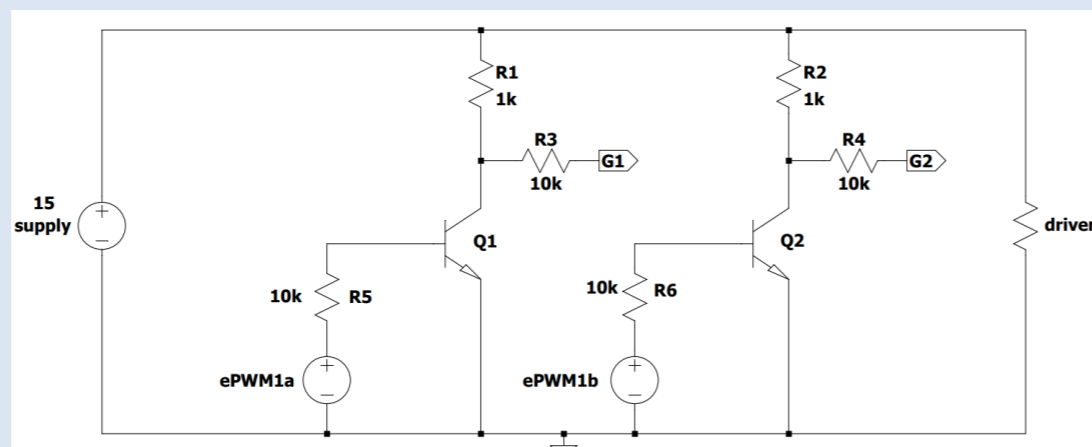 R1
1k
R2
1k
R3
G1
10k
R4
G2
10k
15
supply
Q1
Q2
driver
10k
R5
10k
R6
ePWM1a
ePWM1b